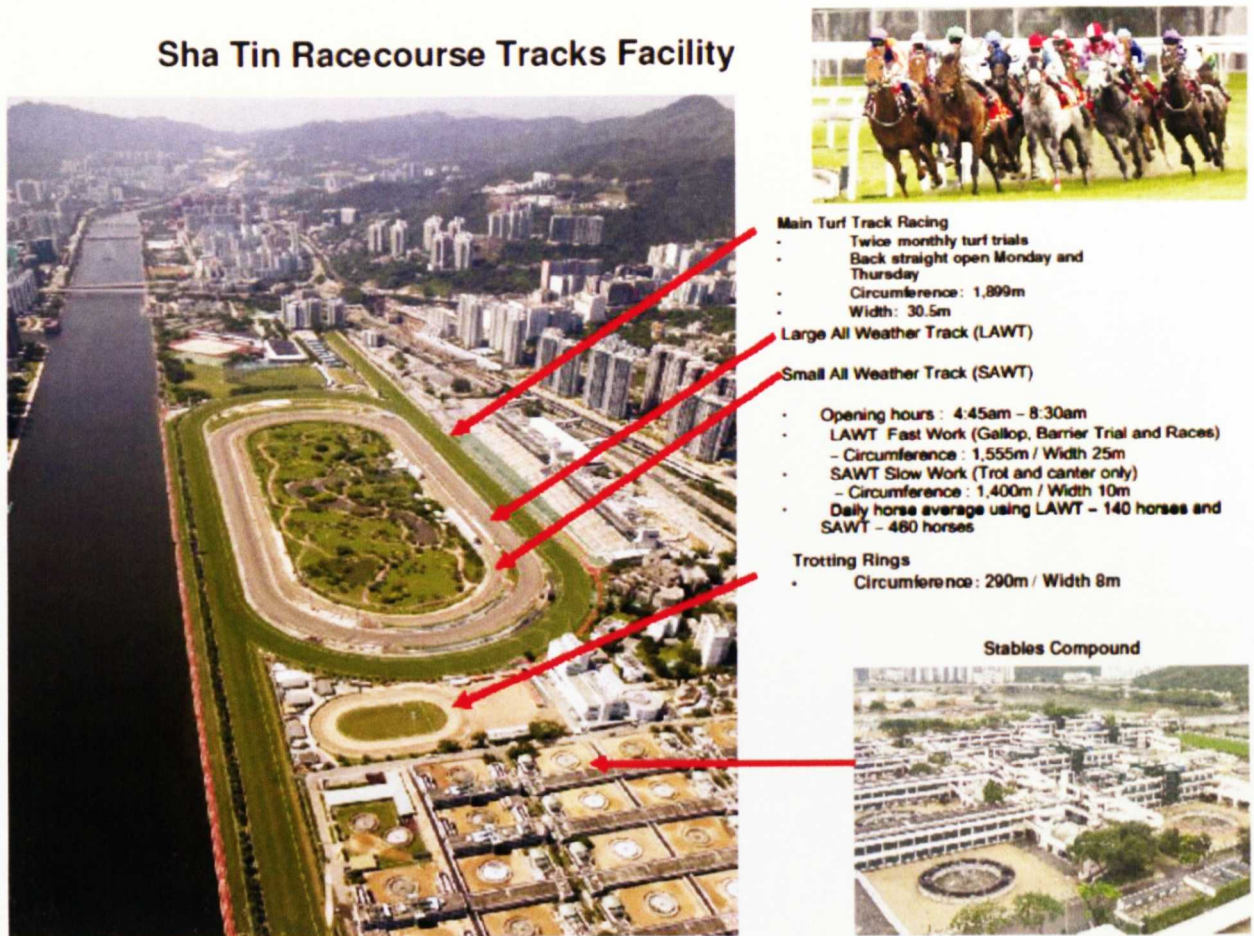 Sha Tin Racecourse Tracks Facility
Main Turf Track Racing
· Twice monthly turf trials
· Back straight open Monday and
Thursday
· Circumference: 1,899m
· Width: 30.5m
Large All Weather Track (LAWT)
Small All Weather Track (SAWT)
· Opening hours : 4:45am – 8:30am
· LAWT Fast Work (Gallop, Barrier Trial and Races)
– Circumference : 1,555m / Width 25m
· SAWT Slow Work (Trot and canter only)
– Circumference : 1,400m / Width 10m
· Daily horse average using LAWT – 140 horses and
SAWT – 460 horses
Trotting Rings
· Circumference: 290m / Width 8m
Stables Compound